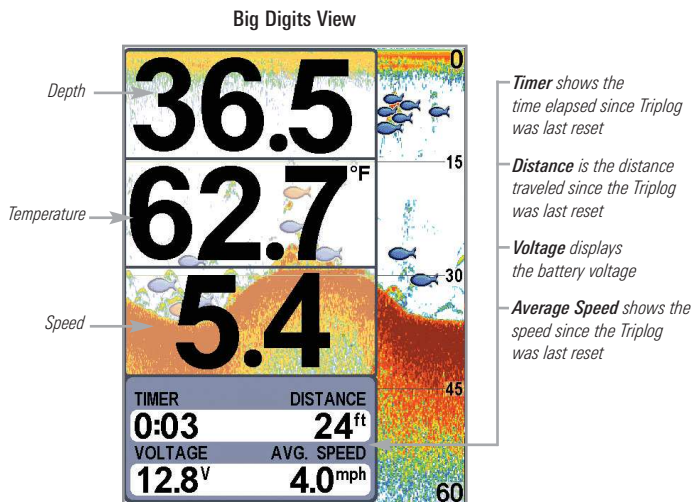 Big Digits View
Depth
36.5
Temperature
62.7°F
Speed
5.4
TIMER DISTANCE
0:03 24ft
VOLTAGE AVG. SPEED
12.8V 4.0mph
0
15
30
45
60
Timer shows the
time elapsed since Triplog
was last reset
Distance is the distance
traveled since the Triplog
was last reset
Voltage displays
the battery voltage
Average Speed shows the
speed since the Triplog
was last reset